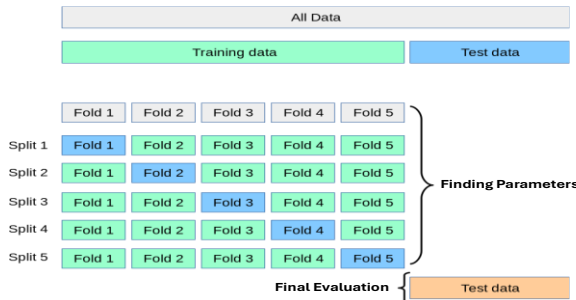 All Data
Training data Test data
Fold 1 Fold 2 Fold 3 Fold 4 Fold 5
Split 1 Fold 1 Fold 2 Fold 3 Fold 4 Fold 5
Split 2 Fold 1 Fold 2 Fold 3 Fold 4 Fold 5
Finding Parameters
Split 3 Fold 1 Fold 2 Fold 3 Fold 4 Fold 5
Split 4 Fold 1 Fold 2 Fold 3 Fold 4 Fold 5
Split 5 Fold 1 Fold 2 Fold 3 Fold 4 Fold 5
Final Evaluation Test data